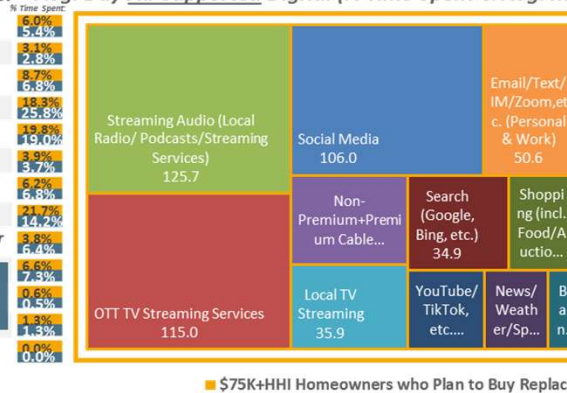 % Time Spent:
6.0%
5.4%
3.1%
2.8%
8.7%
6.8%
18.3%
25.8%
19.8%
19.0%
3.9%
3.7%
6.2%
6.8%
21.7%
14.2%
3.8%
6.4%
6.6%
7.3%
0.6%
0.5%
1.3%
1.3%
0.0%
0.0%
Streaming Audio (Local
Radio/ Podcasts/Streaming
Services)
125.7
Social Media
106.0
Email/Text/
IM/Zoom,et
c. (Personal
& Work)
50.6
OTT TV Streaming Services
115.0
Non-
Premium+Premi
um Cable...
Search
(Google,
Bing, etc.)
34.9
Shoppi
ng (incl.
Food/A
uctio...
Local TV
Streaming
35.9
YouTube/
TikTok,
etc....
News/
Weath
er/Sp...
B
a
n.
$75K+HHI Homeowners who Plan to Buy Replac